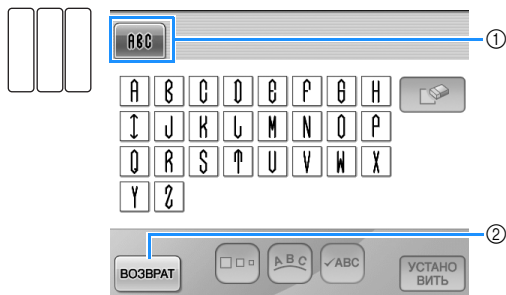 ABC
①
A B C D E F G H
I J K L M N O P
Q R S T U V W X
Y Z
②
ВОЗВРАТ
ABC
✓ABC
УСТАНО
ВИТЬ